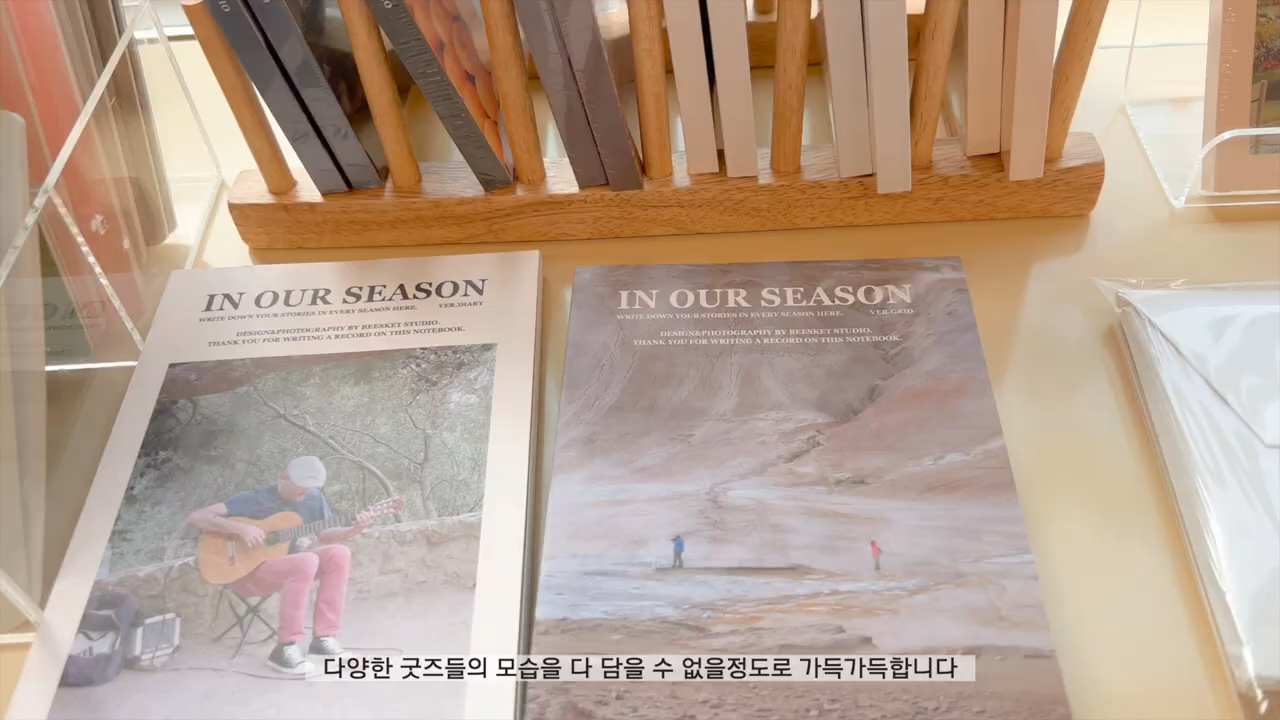 IN OUR SEASON
WRITE DOWN YOUR STORIES IN EVERY SEASON HERE. VER.DIARY
DESIGN&PHOTOGRAPHY BY BEESKET STUDIO.
THANK YOU FOR WRITING A RECORD ON THIS NOTEBOOK.
IN OUR SEASON
WRITE DOWN YOUR STORIES IN EVERY SEASON HERE. VER.GRID
DESIGN&PHOTOGRAPHY BY BEESKET STUDIO.
THANK YOU FOR WRITING A RECORD ON THIS NOTEBOOK.
다양한 굿즈들의 모습을 다 담을 수 없을정도로 가득가득합니다